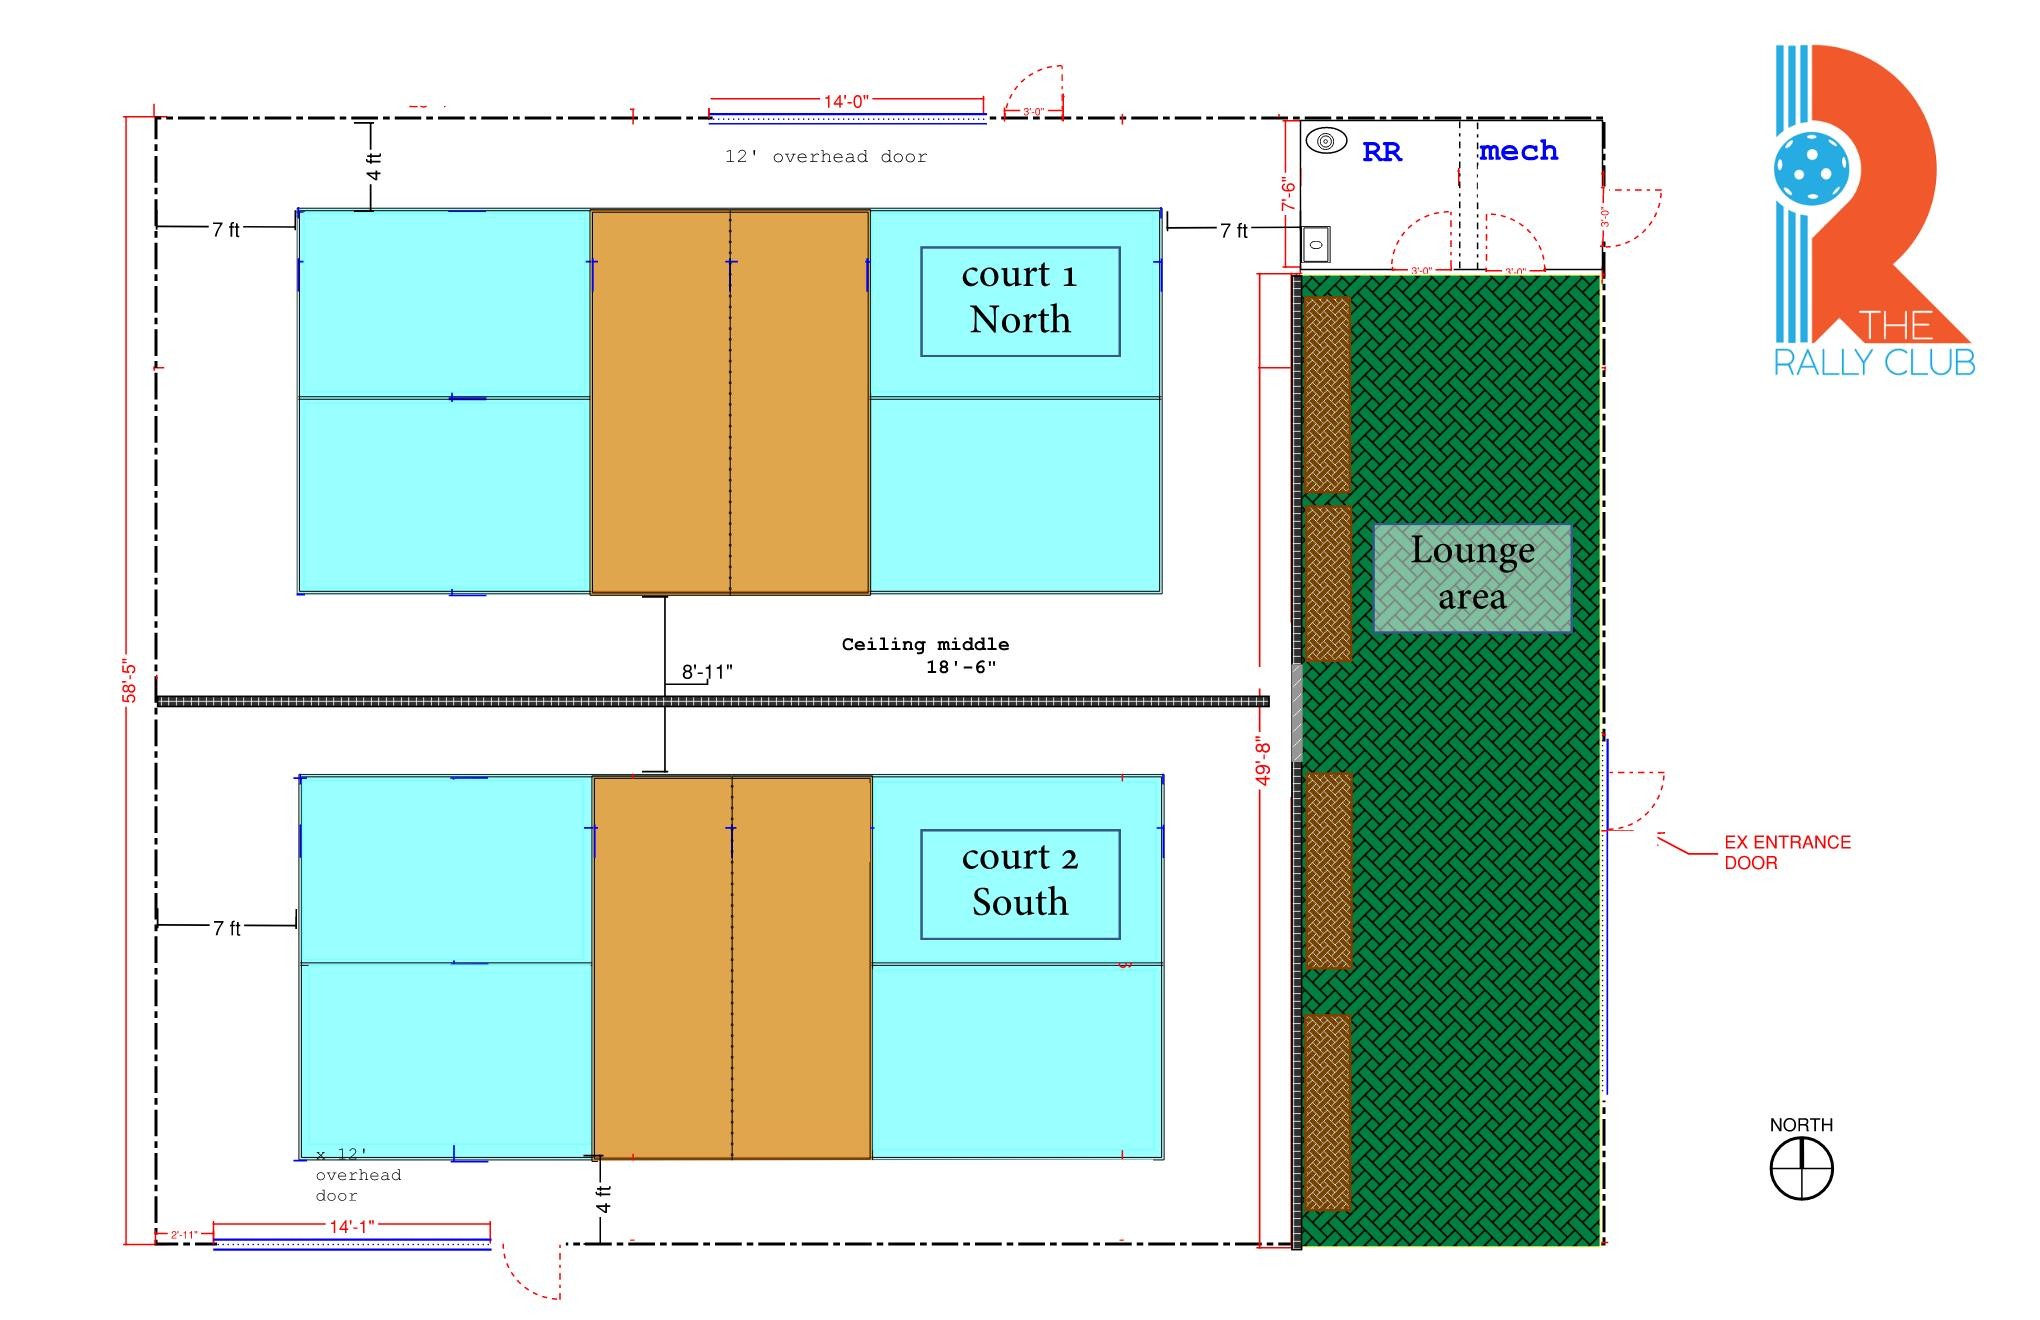 14'-0"
3'-0"
12' overhead door
4 ft
7 ft
7 ft
7'-6"
RR
mech
3'-0"
3'-0"
3'-0"
THE
RALLY CLUB
court 1
North
Lounge
area
Ceiling middle
18'-6"
8'-11"
58'-5"
49'-8"
court 2
South
EX ENTRANCE
DOOR
7 ft
x 12'
overhead
door
4 ft
2'-11"
14'-1"
NORTH